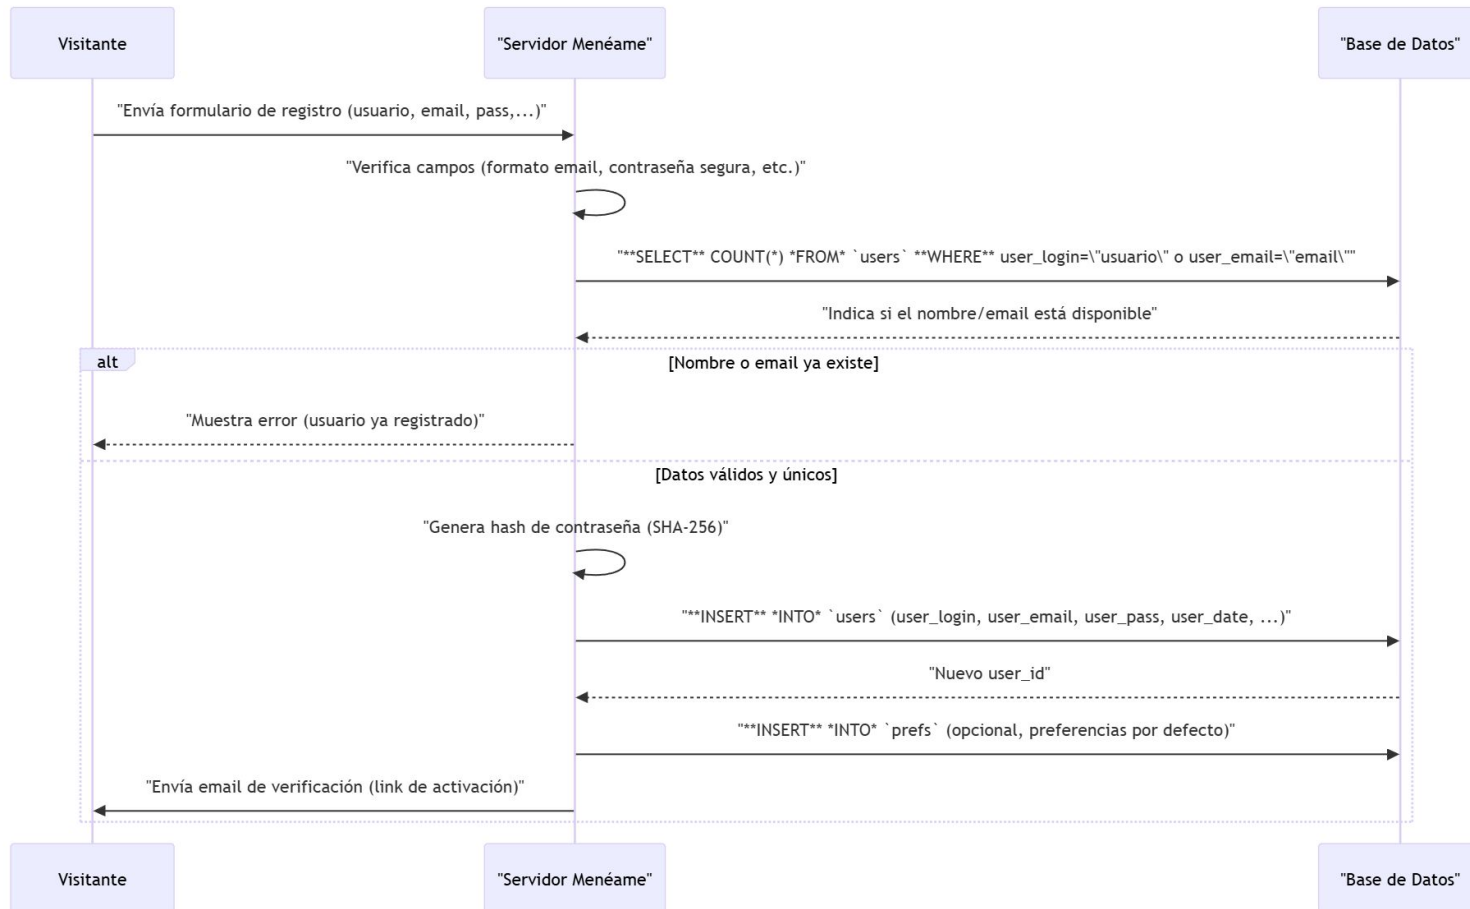 Visitante
"Servidor Menéame"
"Base de Datos"
"Envía formulario de registro (usuario, email, pass,...)"
"Verifica campos (formato email, contraseña segura, etc.)"
"**SELECT** COUNT(*) *FROM* `users` **WHERE** user_login=\"usuario\" o user_email=\"email\""
"Indica si el nombre/email está disponible"
alt
[Nombre o email ya existe]
"Muestra error (usuario ya registrado)"
[Datos válidos y únicos]
"Genera hash de contraseña (SHA-256)"
"**INSERT** *INTO* `users` (user_login, user_email, user_pass, user_date, ...)"
"Nuevo user_id"
"**INSERT** *INTO* `prefs` (opcional, preferencias por defecto)"
"Envía email de verificación (link de activación)"
Visitante
"Servidor Menéame"
"Base de Datos"